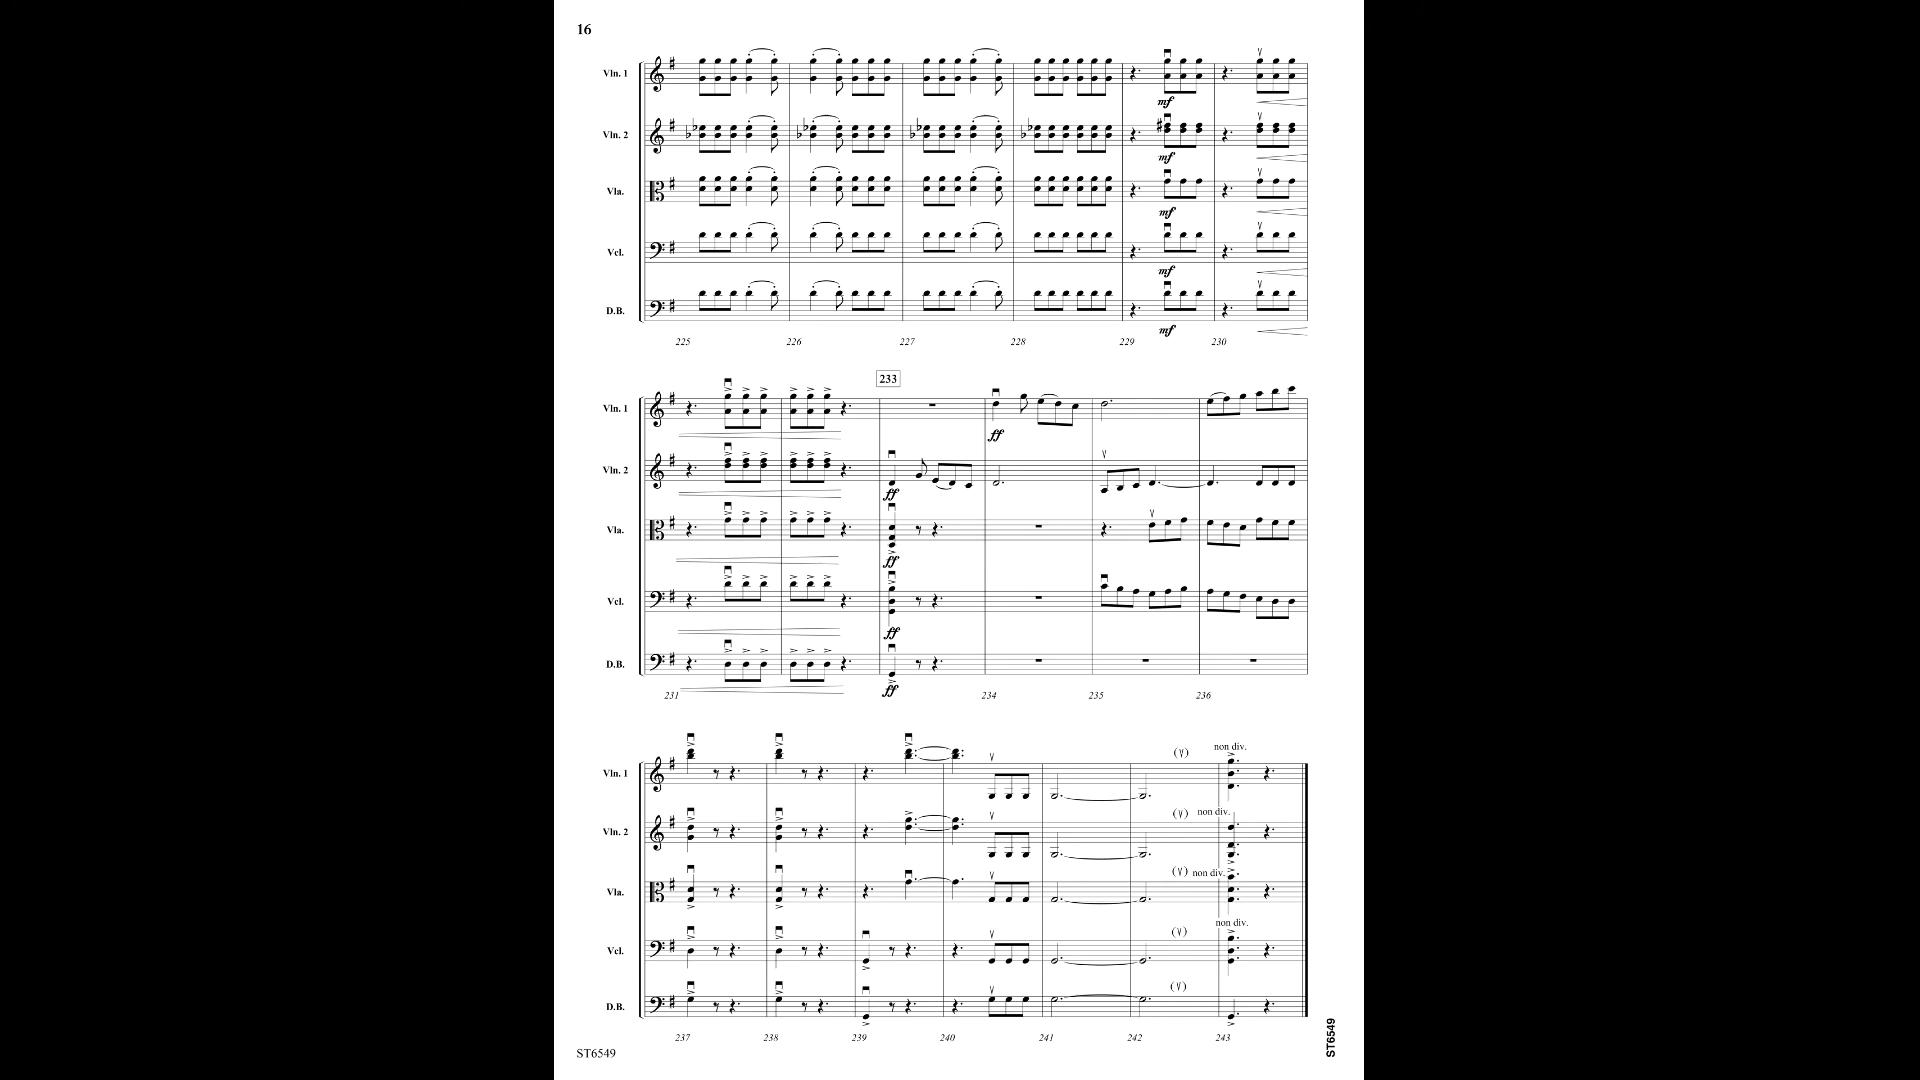 16
Vln. 1
mf
Vln. 2
mf
Vla.
mf
Vcl.
mf
D.B.
mf
225 226 227 228 229 230
233
Vln. 1
ff
Vln. 2
ff
Vla.
ff
Vcl.
ff
D.B.
ff
231 234 235 236
non div.
Vln. 1
non div.
Vln. 2
non div.
Vla.
non div.
Vcl.
D.B.
237 238 239 240 241 242 243
ST6549
ST6549